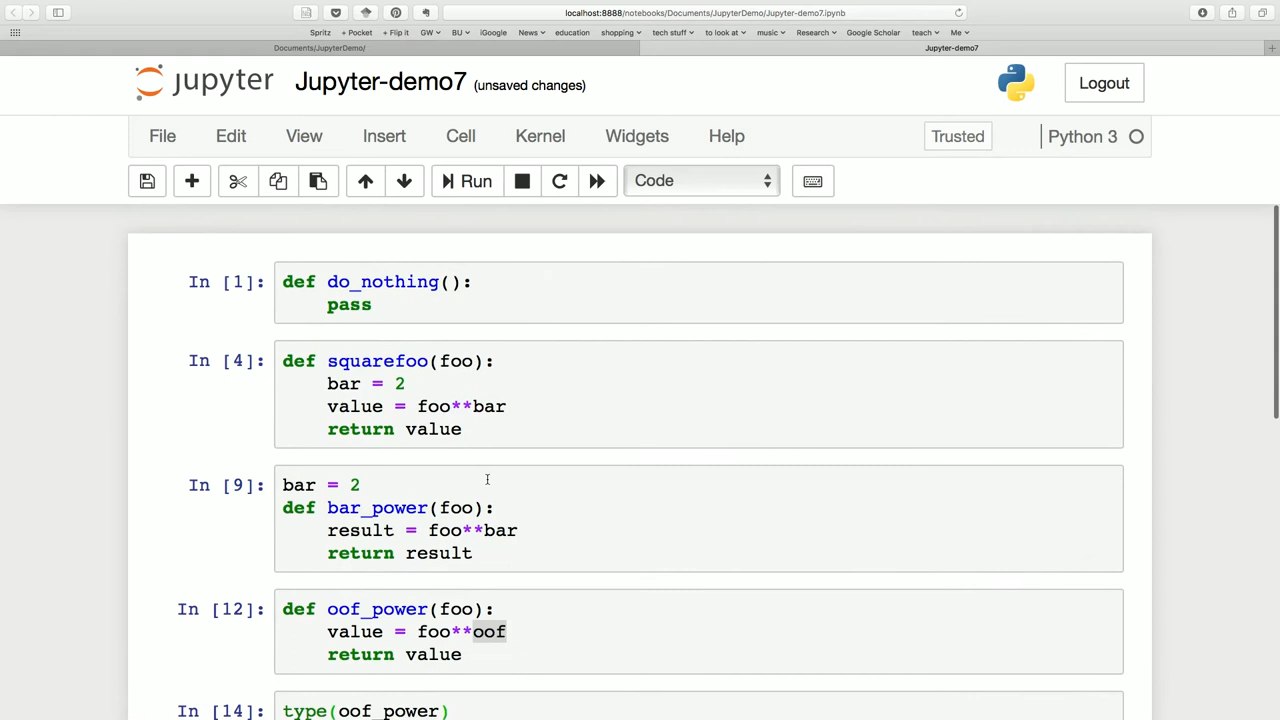 localhost:8888/notebooks/Documents/JupyterDemo/Jupyter-demo7.ipynb
Spritz + Pocket + Flip it GW BU iGoogle News education shopping tech stuff to look at music Research Google Scholar teach Me
Documents/JupyterDemo/ Jupyter-demo7
jupyter Jupyter-demo7 (unsaved changes) Logout
File Edit View Insert Cell Kernel Widgets Help Trusted Python 3
Run Code
In [1]: def do_nothing():
pass
In [4]: def squarefoo(foo):
bar = 2
value = foo**bar
return value
In [9]: bar = 2
def bar_power(foo):
result = foo**bar
return result
In [12]: def oof_power(foo):
value = foo**oof
return value
In [14]: type(oof_power)